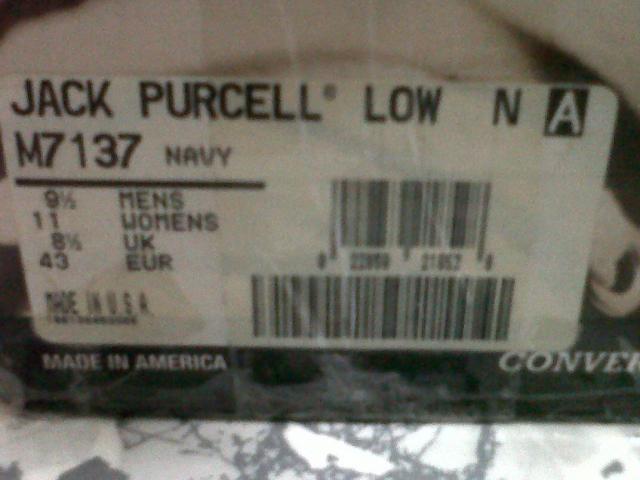 JACK PURCELL® LOW N A
M7137 NAVY
9½ MENS
11 WOMENS
8½ UK
43 EUR
MADE IN U.S.A
MADE IN AMERICA
CONVER